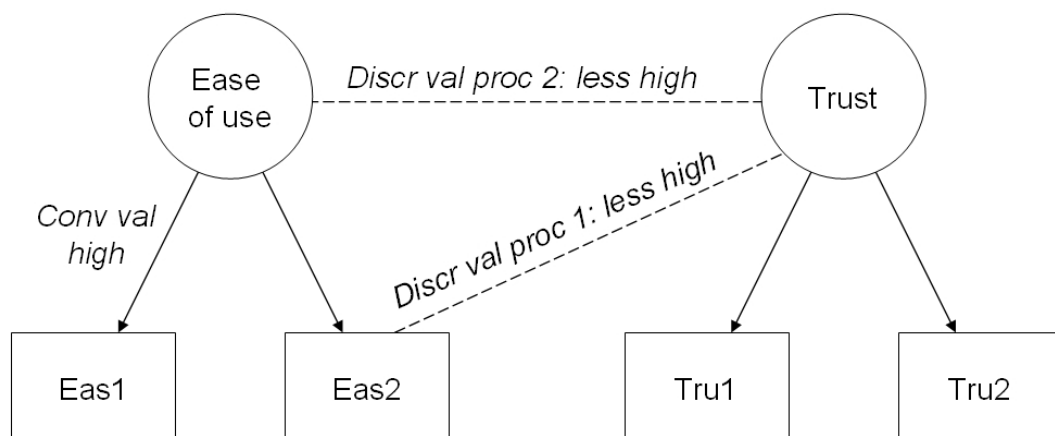 Ease
of use
Discr val proc 2: less high
Trust
Conv val
high
Discr val proc 1: less high
Eas1
Eas2
Tru1
Tru2